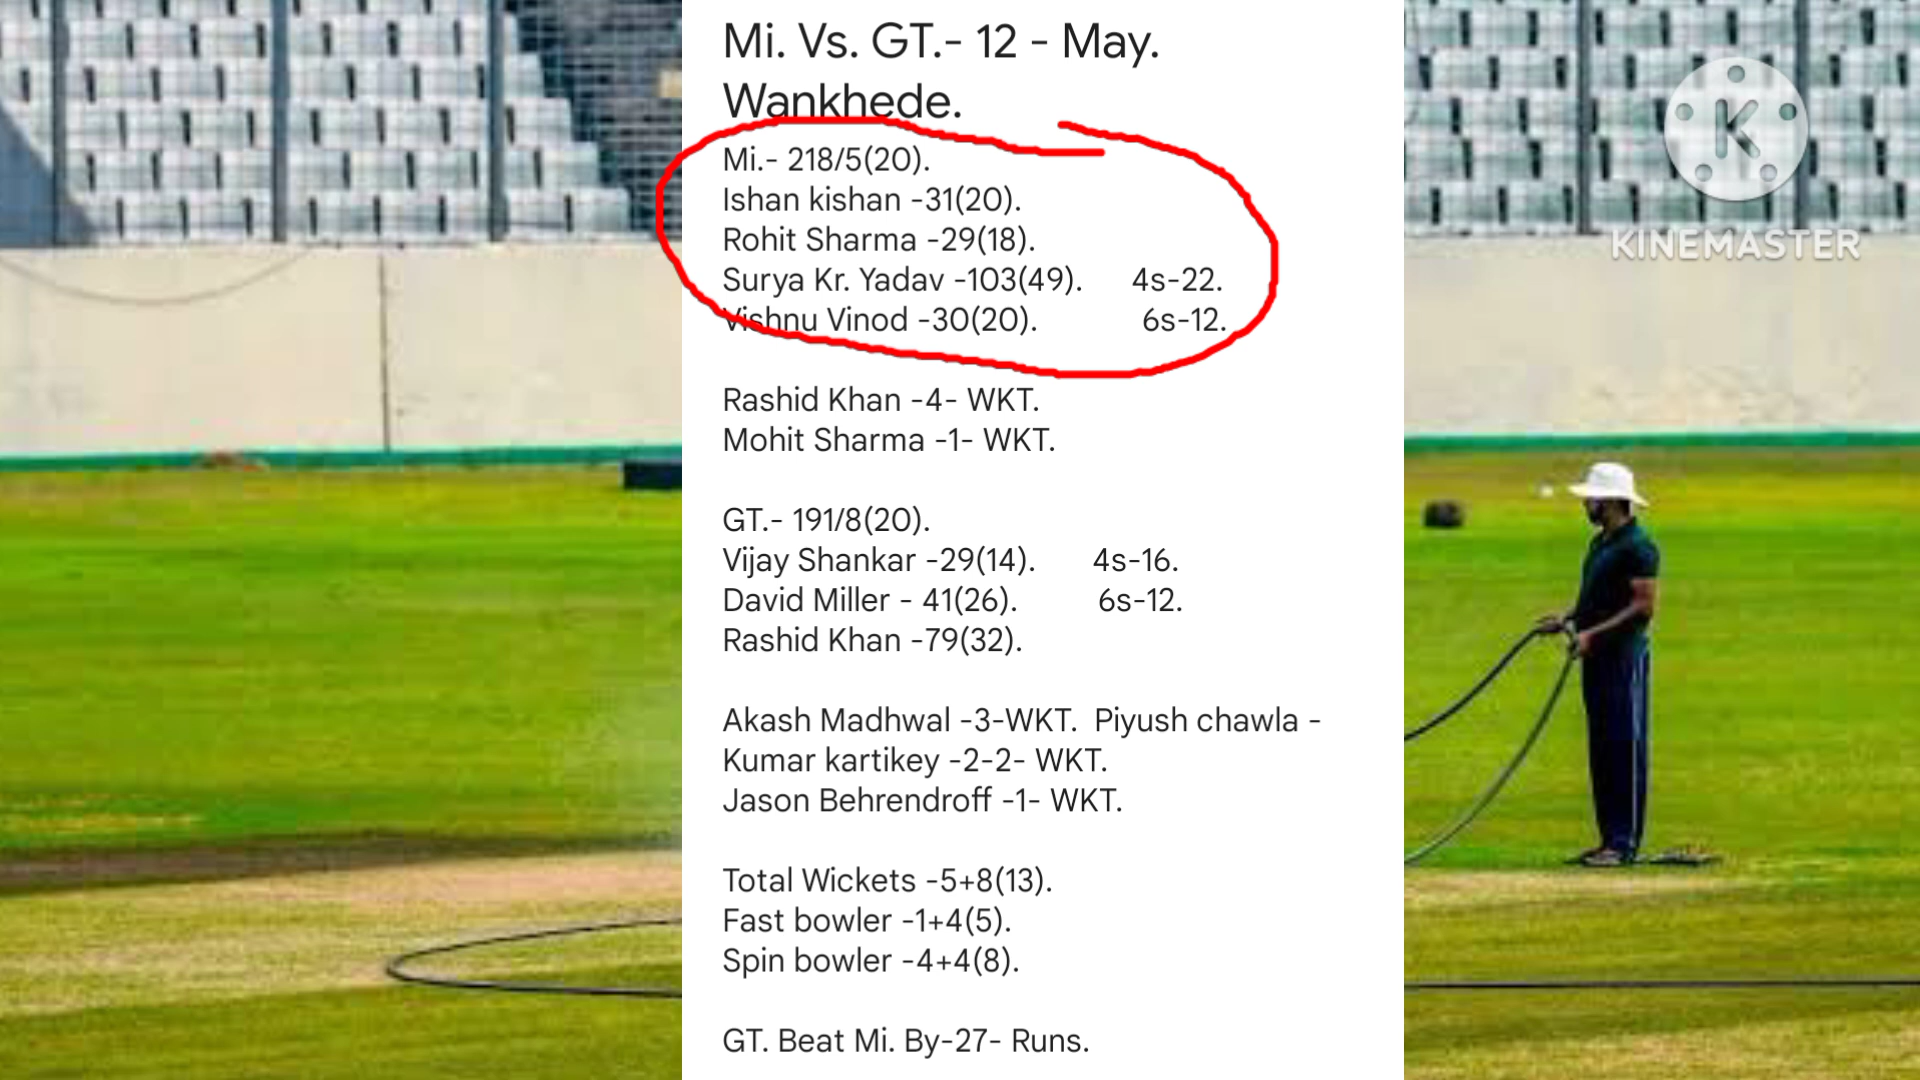 Mi. Vs. GT.- 12 - May.
Wankhede.
Mi.- 218/5(20).
Ishan kishan -31(20).
Rohit Sharma -29(18).
Surya Kr. Yadav -103(49). 4s-22.
Vishnu Vinod -30(20). 6s-12.
Rashid Khan -4- WKT.
Mohit Sharma -1- WKT.
GT.- 191/8(20).
Vijay Shankar -29(14). 4s-16.
David Miller - 41(26). 6s-12.
Rashid Khan -79(32).
Akash Madhwal -3-WKT. Piyush chawla -
Kumar kartikey -2-2- WKT.
Jason Behrendroff -1- WKT.
Total Wickets -5+8(13).
Fast bowler -1+4(5).
Spin bowler -4+4(8).
GT. Beat Mi. By-27- Runs.
K
KINEMASTER